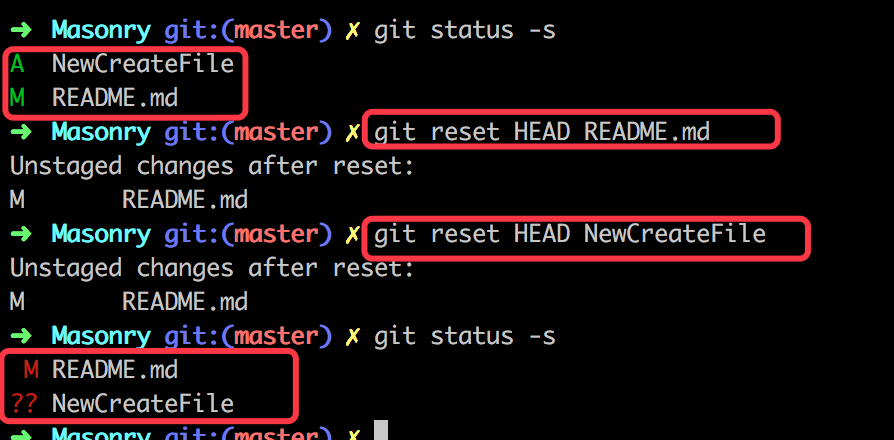 ➜ Masonry git:(master) ✗ git status -s
A  NewCreateFile
M  README.md
➜ Masonry git:(master) ✗ git reset HEAD README.md
Unstaged changes after reset:
M       README.md
➜ Masonry git:(master) ✗ git reset HEAD NewCreateFile
Unstaged changes after reset:
M       README.md
➜ Masonry git:(master) ✗ git status -s
 M README.md
?? NewCreateFile
➜ Masonry git:(master) ✗